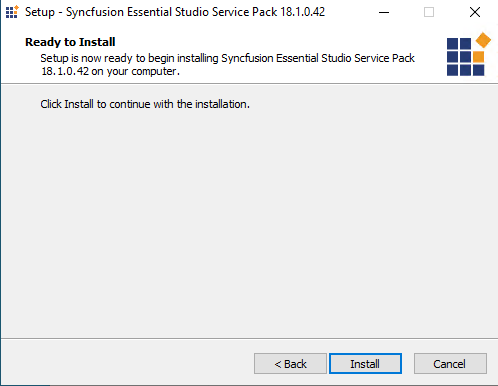 Setup - Syncfusion Essential Studio Service Pack 18.1.0.42
Ready to Install
Setup is now ready to begin installing Syncfusion Essential Studio Service Pack
18.1.0.42 on your computer.
Click Install to continue with the installation.
< Back
Install
Cancel